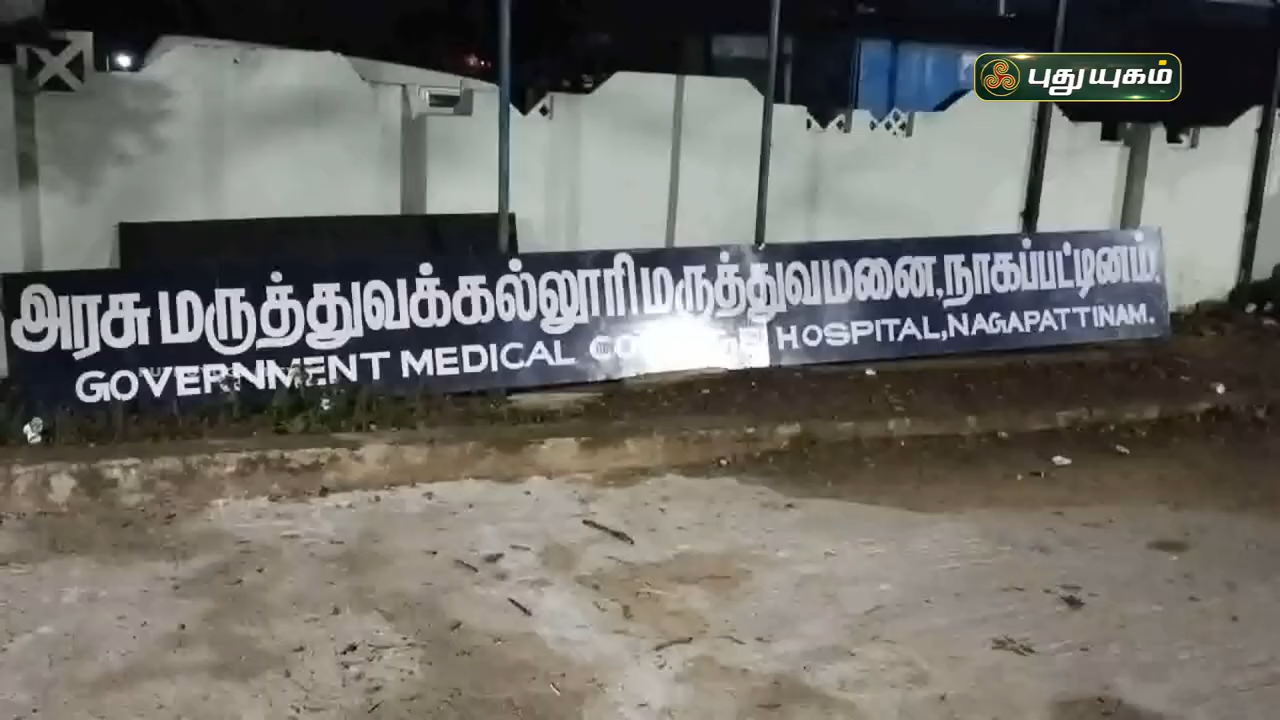 புதுயுகம்
அரசு மருத்துவக்கல்லூரி மருத்துவமனை, நாகப்பட்டினம்.
GOVERNMENT MEDICAL HOSPITAL, NAGAPATTINAM.